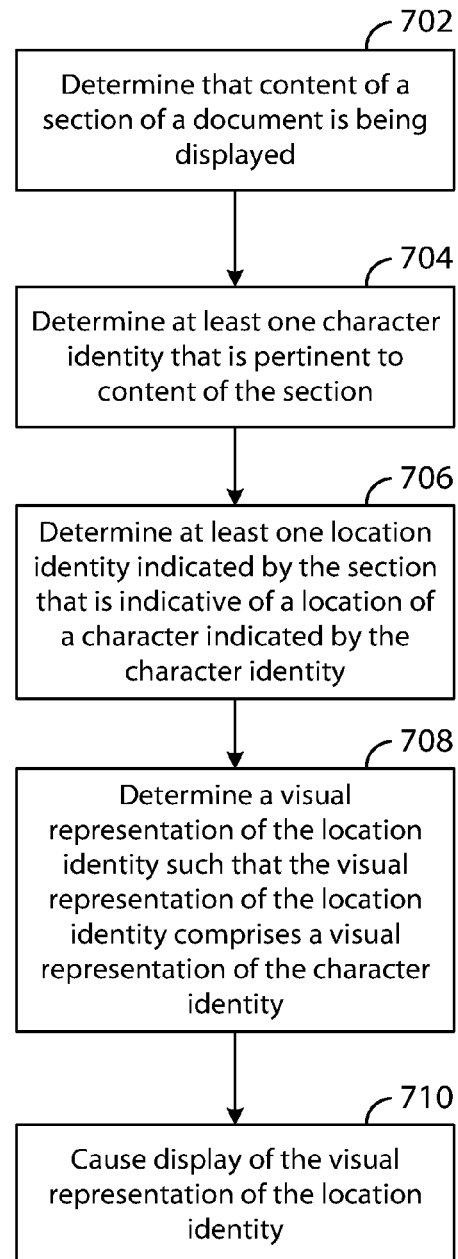 702
Determine that content of a
section of a document is being
displayed
704
Determine at least one character
identity that is pertinent to
content of the section
706
Determine at least one location
identity indicated by the section
that is indicative of a location of
a character indicated by the
character identity
708
Determine a visual
representation of the location
identity such that the visual
representation of the location
identity comprises a visual
representation of the character
identity
710
Cause display of the visual
representation of the location
identity